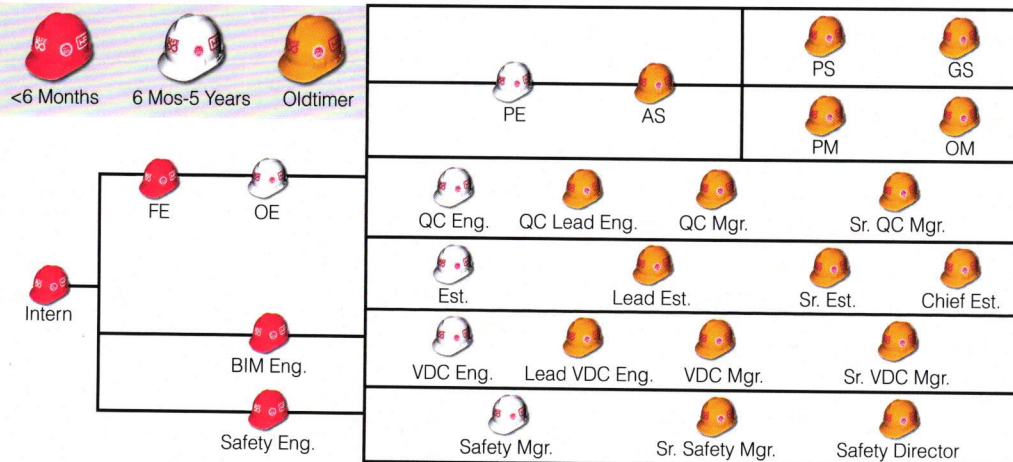 <6 Months
6 Mos-5 Years
Oldtimer
PS
GS
PE
AS
PM
OM
FE
OE
QC Eng.
QC Lead Eng.
QC Mgr.
Sr. QC Mgr.
Intern
Est.
Lead Est.
Sr. Est.
Chief Est.
BIM Eng.
VDC Eng.
Lead VDC Eng.
VDC Mgr.
Sr. VDC Mgr.
Safety Eng.
Safety Mgr.
Sr. Safety Mgr.
Safety Director